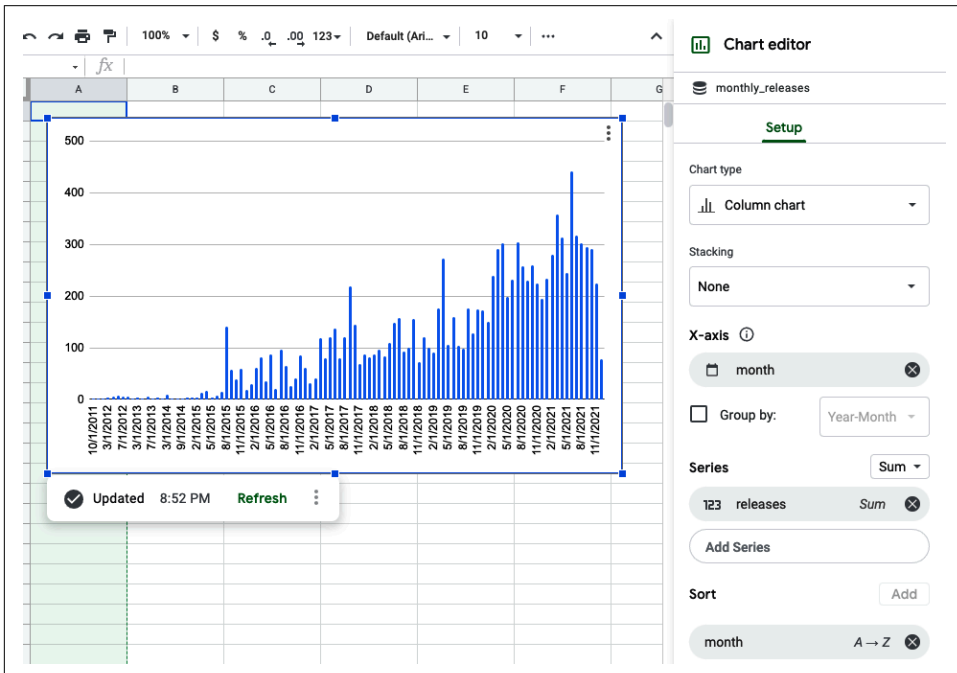 100% $ % .0 .00 123 Default (Ari... 10 ...
fx
A B C D E F G
500
400
300
200
100
0
10/1/2011
3/1/2012
7/1/2012
3/1/2013
7/1/2013
3/1/2014
9/1/2014
2/1/2015
5/1/2015
8/1/2015
11/1/2015
2/1/2016
5/1/2016
8/1/2016
11/1/2016
2/1/2017
5/1/2017
8/1/2017
11/1/2017
2/1/2018
5/1/2018
8/1/2018
11/1/2018
2/1/2019
5/1/2019
8/1/2019
11/1/2019
2/1/2020
5/1/2020
8/1/2020
11/1/2020
2/1/2021
5/1/2021
8/1/2021
11/1/2021
Updated 8:52 PM Refresh
Chart editor
monthly_releases
Setup
Chart type
Column chart
Stacking
None
X-axis
month
Group by: Year-Month
Series Sum
123 releases Sum
Add Series
Sort Add
month A → Z